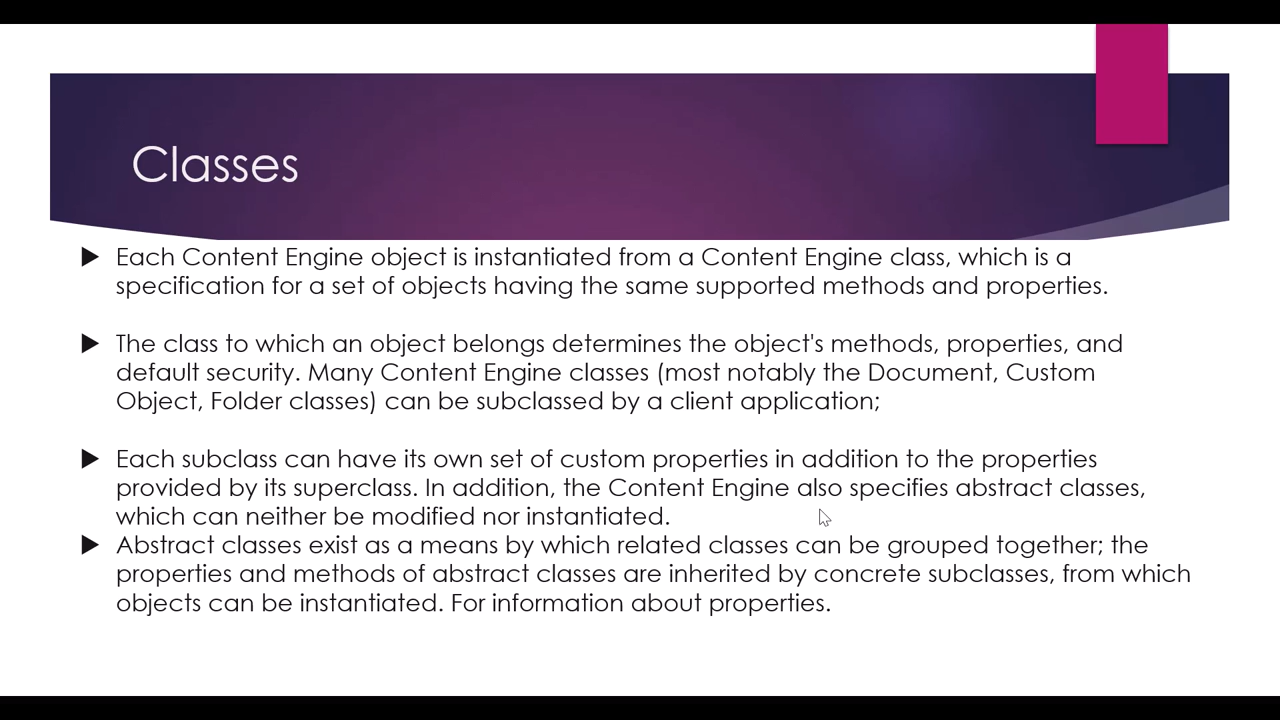 Classes
Each Content Engine object is instantiated from a Content Engine class, which is a
specification for a set of objects having the same supported methods and properties.
The class to which an object belongs determines the object's methods, properties, and
default security. Many Content Engine classes (most notably the Document, Custom
Object, Folder classes) can be subclassed by a client application;
Each subclass can have its own set of custom properties in addition to the properties
provided by its superclass. In addition, the Content Engine also specifies abstract classes,
which can neither be modified nor instantiated.
Abstract classes exist as a means by which related classes can be grouped together; the
properties and methods of abstract classes are inherited by concrete subclasses, from which
objects can be instantiated. For information about properties.